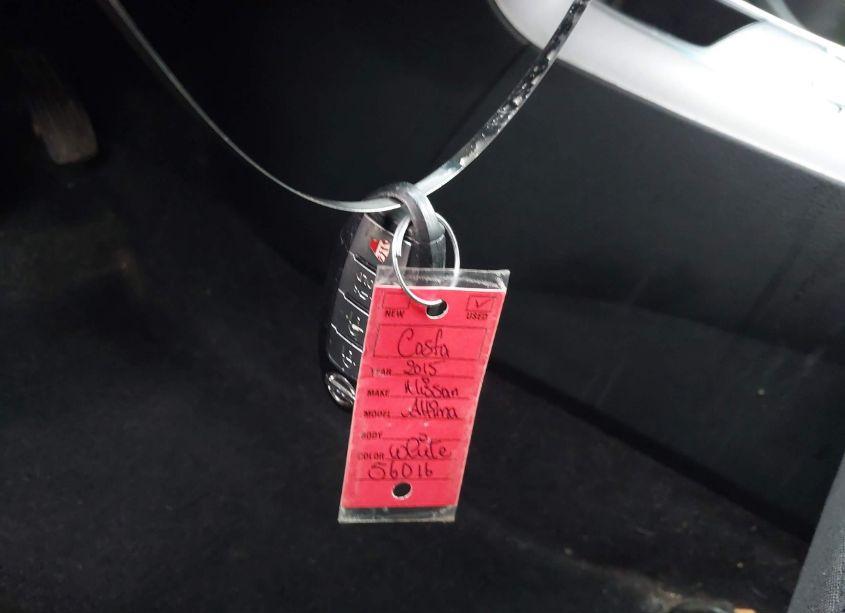 NEW USED
Costa
YEAR 2015
MAKE Nissan
MODEL Altima
BODY
COLOR white
56016